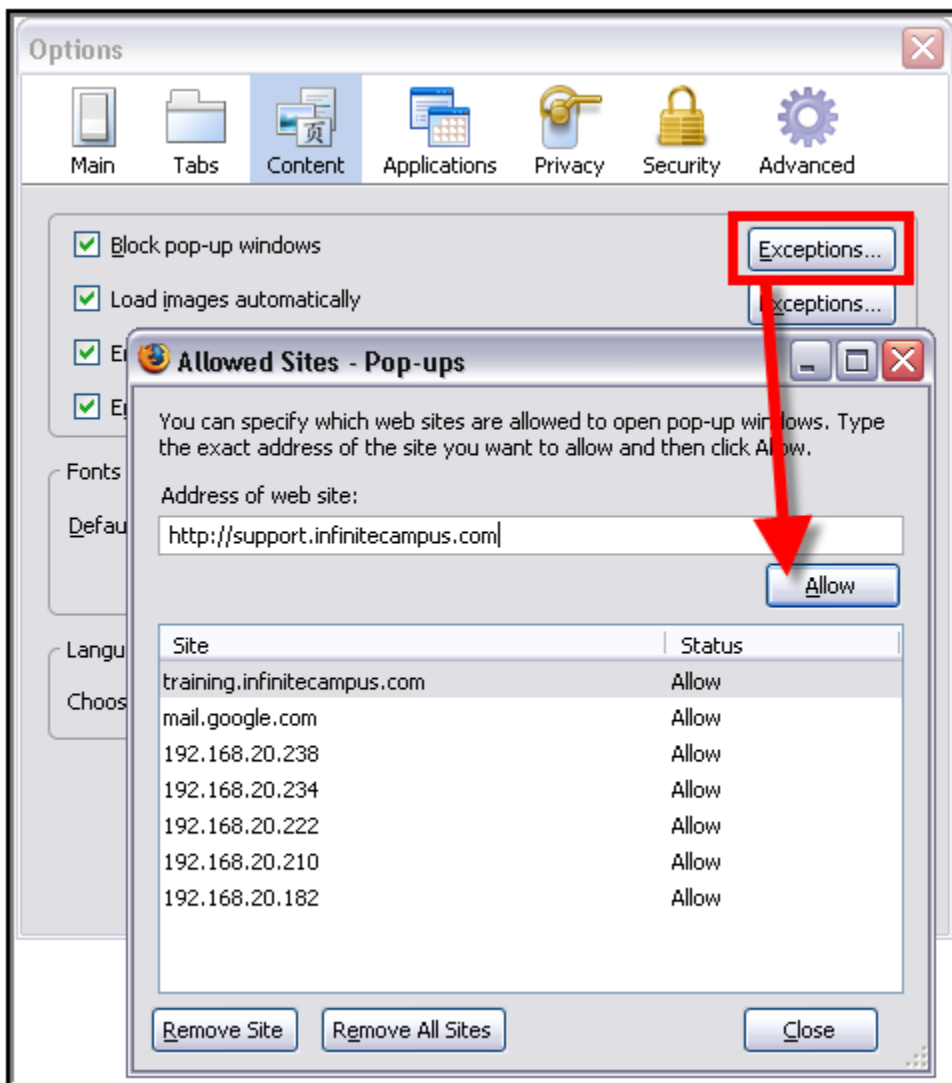 Options
Main Tabs Content Applications Privacy Security Advanced
页
Block pop-up windows
Exceptions...
Load images automatically
Exceptions...
Allowed Sites - Pop-ups
You can specify which web sites are allowed to open pop-up windows. Type
the exact address of the site you want to allow and then click Allow.
Fonts
Address of web site:
http://support.infinitecampus.com
Allow
Site Status
training.infinitecampus.com Allow
mail.google.com Allow
192.168.20.238 Allow
192.168.20.234 Allow
192.168.20.222 Allow
192.168.20.210 Allow
192.168.20.182 Allow
Remove Site Remove All Sites Close